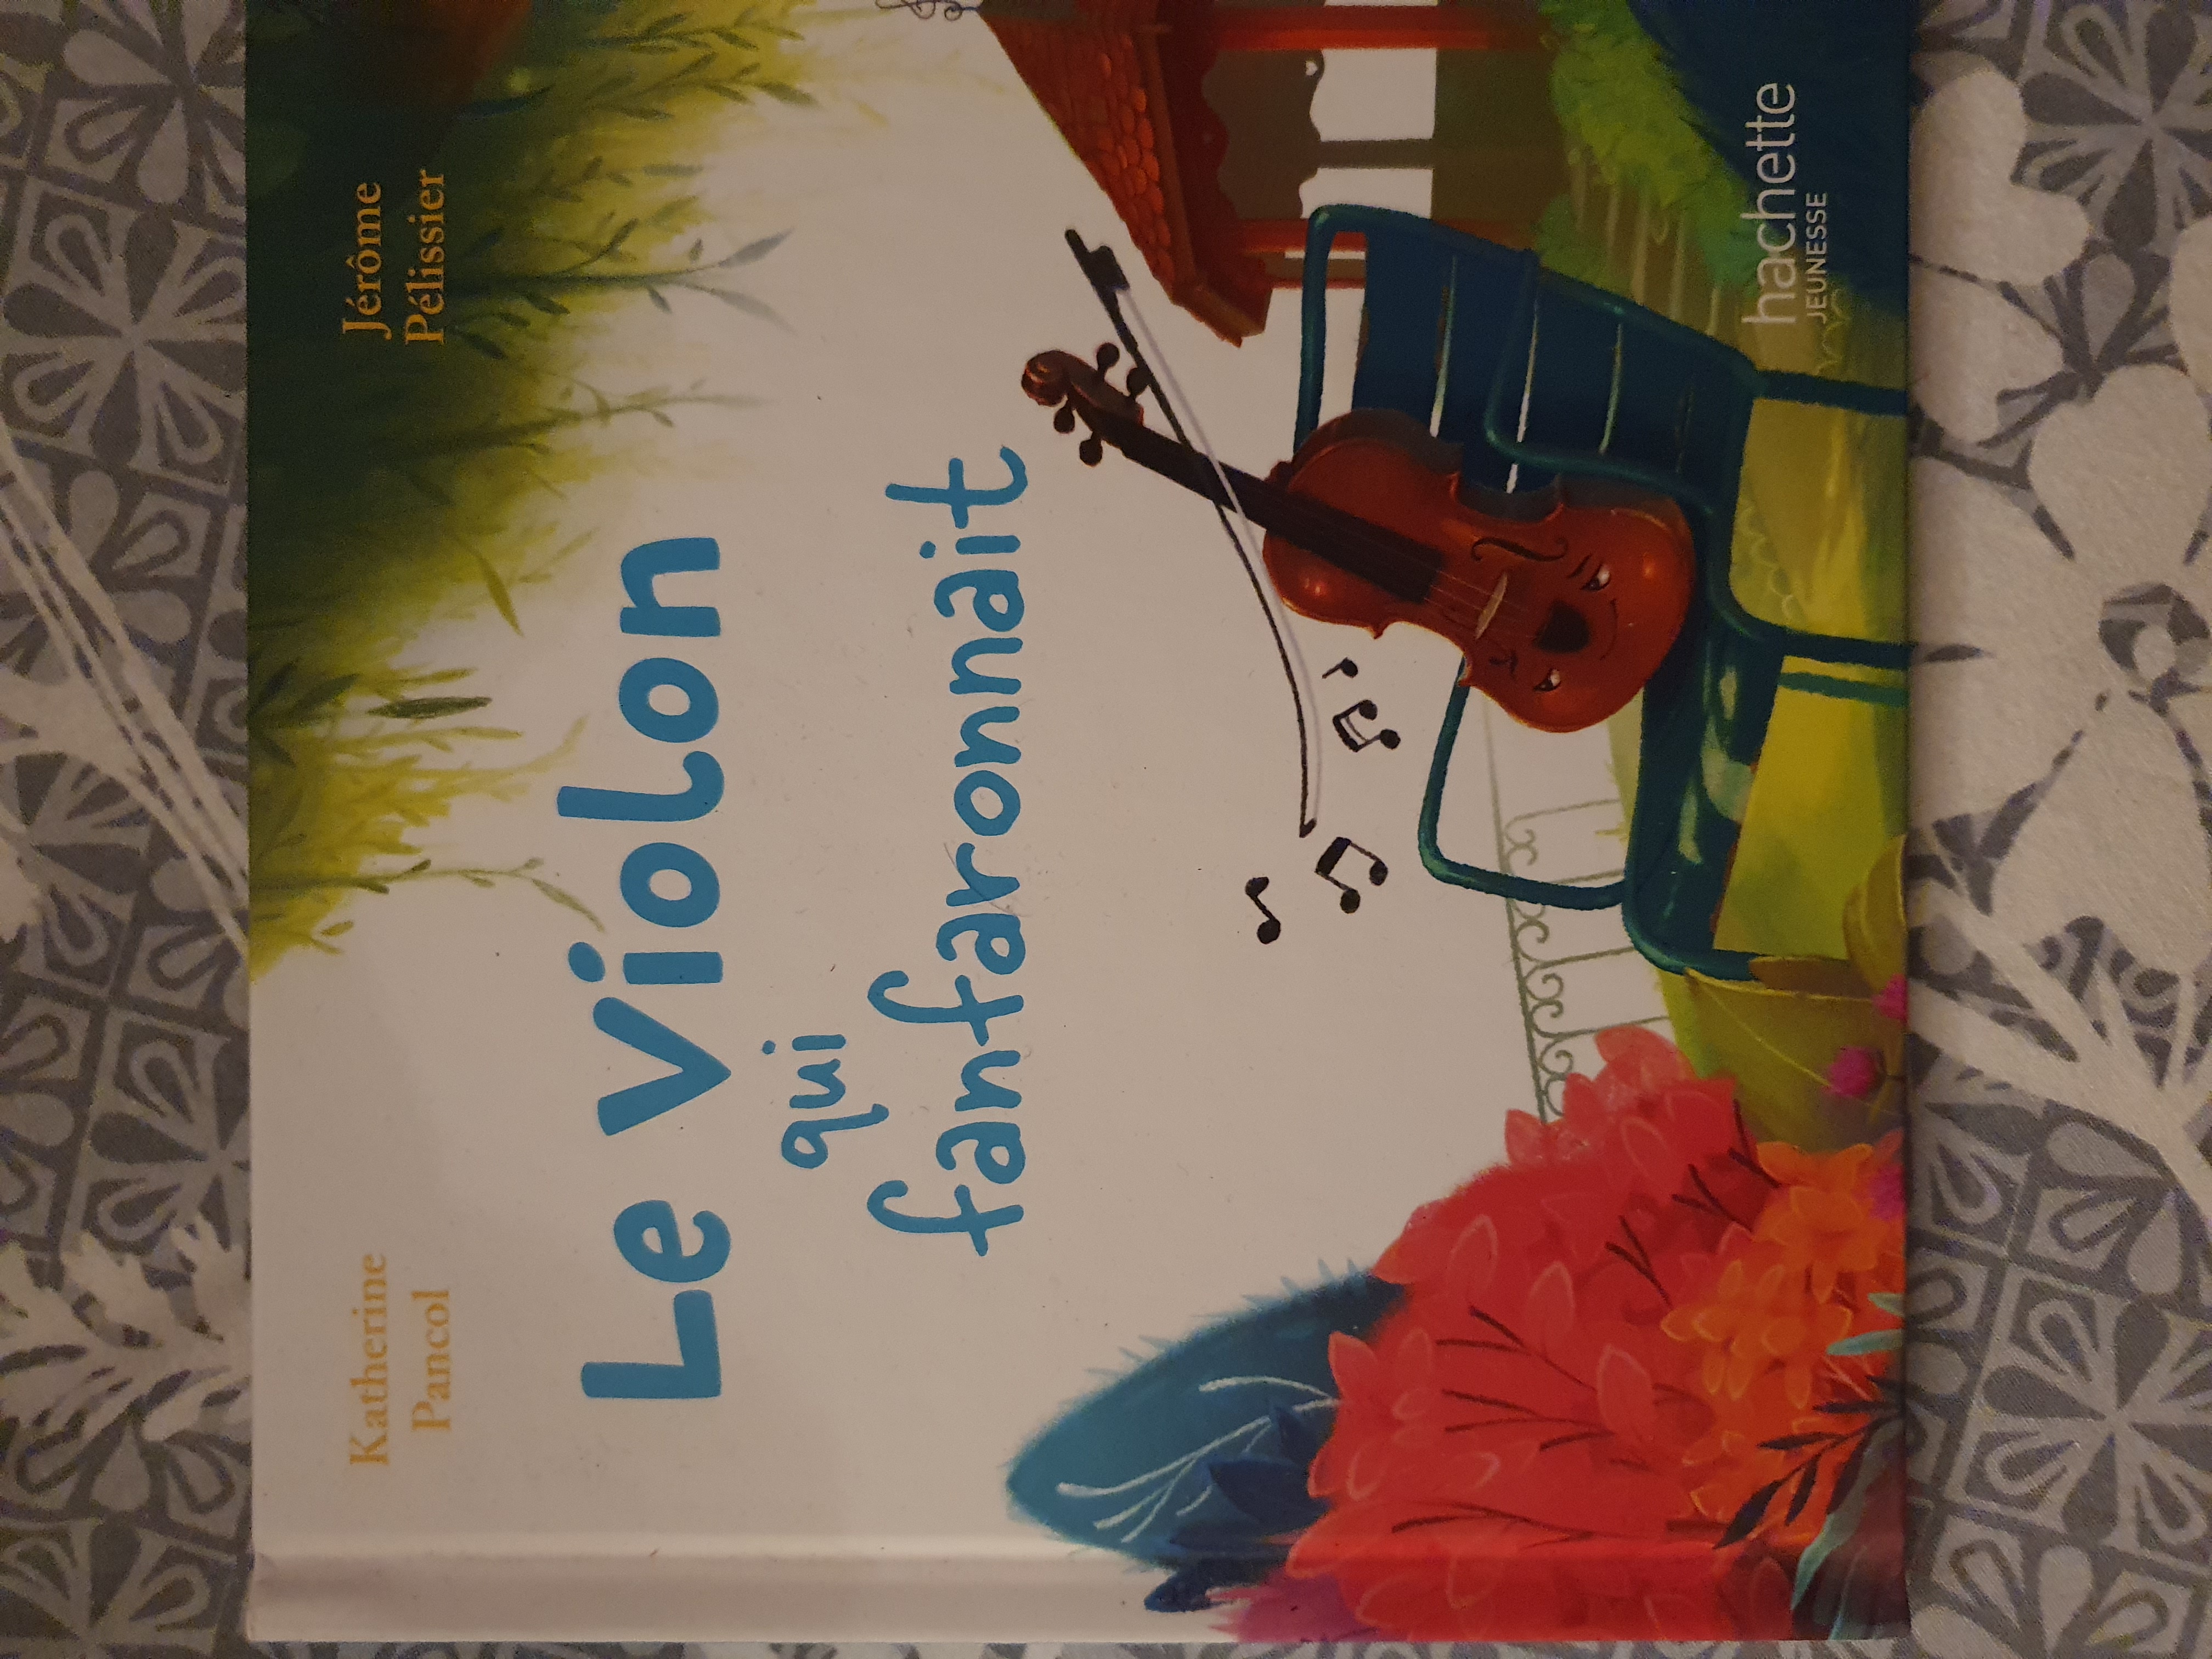 Katherine
Pancol
Jérôme
Pélissier
Le Violon
qui
fanfaronnait
hachette
JEUNESSE